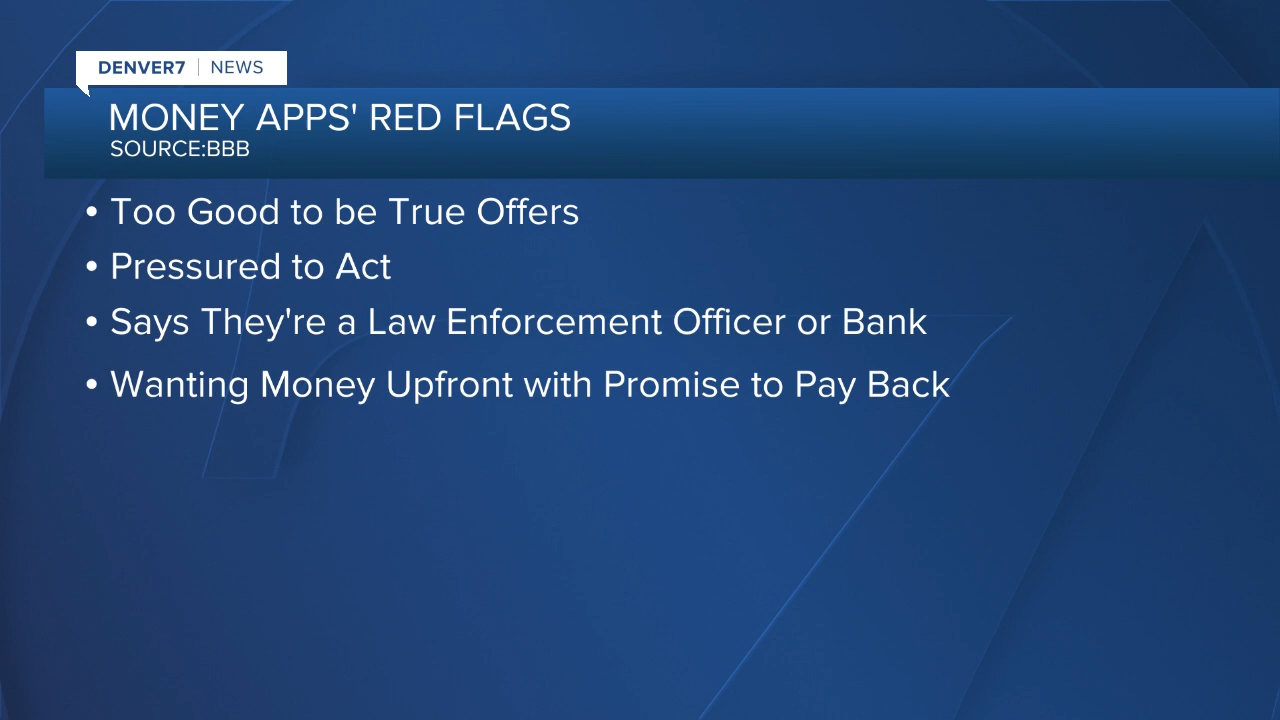 DENVER7 | NEWS
MONEY APPS' RED FLAGS
SOURCE:BBB
• Too Good to be True Offers
• Pressured to Act
• Says They're a Law Enforcement Officer or Bank
• Wanting Money Upfront with Promise to Pay Back